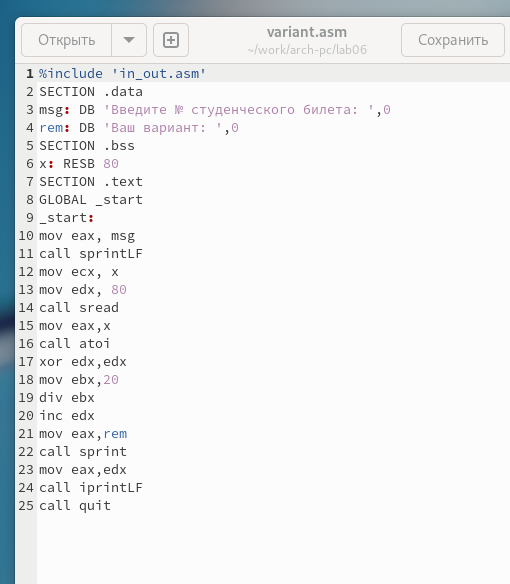 Открыть
variant.asm
~/work/arch-pc/lab06
Сохранить
1 %include 'in_out.asm'
2 SECTION .data
3 msg: DB 'Введите № студенческого билета: ',0
4 rem: DB 'Ваш вариант: ',0
5 SECTION .bss
6 x: RESB 80
7 SECTION .text
8 GLOBAL _start
9 _start:
10 mov eax, msg
11 call sprintLF
12 mov ecx, x
13 mov edx, 80
14 call sread
15 mov eax,x
16 call atoi
17 xor edx,edx
18 mov ebx,20
19 div ebx
20 inc edx
21 mov eax,rem
22 call sprint
23 mov eax,edx
24 call iprintLF
25 call quit